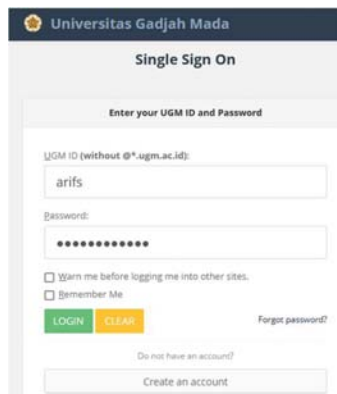 Universitas Gadjah Mada
Single Sign On
Enter your UGM ID and Password
UGM ID (without @*.ugm.ac.id):
arifs
Password:
••••••••••••
Warn me before logging me into other sites.
Remember Me
LOGIN CLEAR Forgot password?
Do not have an account?
Create an account